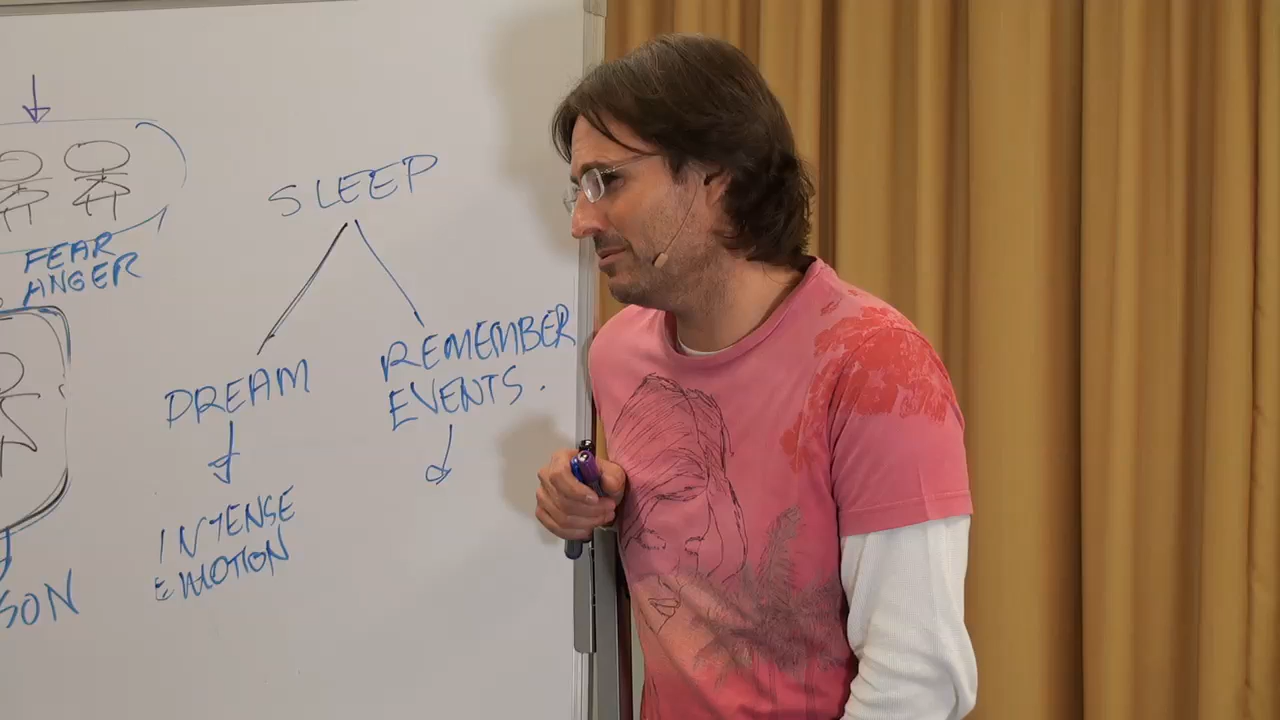 FEAR
ANGER
SON
SLEEP
DREAM
INTENSE
EMOTION
REMEMBER
EVENTS.